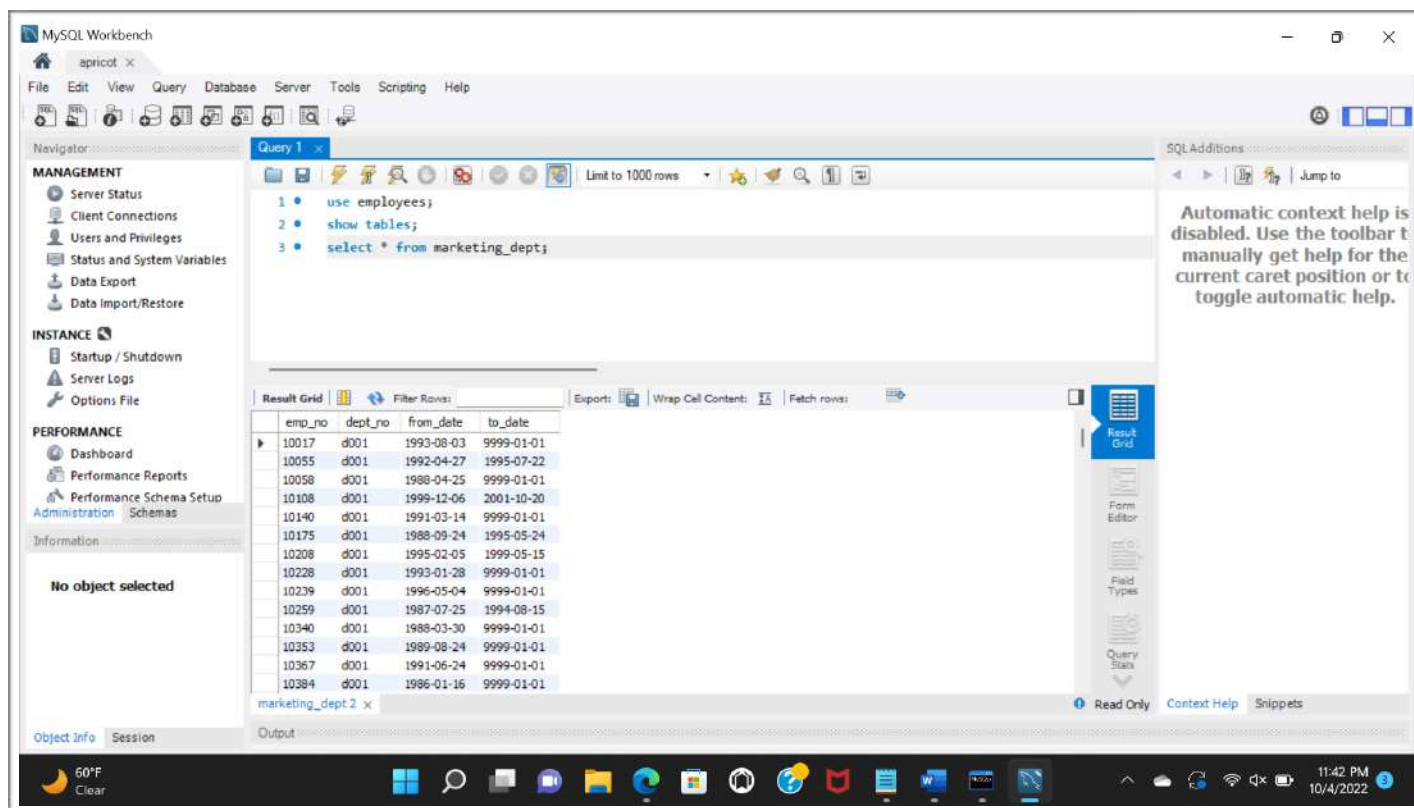 MySQL Workbench
apricot
File Edit View Query Database Server Tools Scripting Help
Navigator
MANAGEMENT
Server Status
Client Connections
Users and Privileges
Status and System Variables
Data Export
Data Import/Restore
INSTANCE
Startup / Shutdown
Server Logs
Options File
PERFORMANCE
Dashboard
Performance Reports
Performance Schema Setup
Administration Schemas
Information
No object selected
Object Info Session
Query 1
Limit to 1000 rows
1 use employees;
2 show tables;
3 select * from marketing_dept;
Result Grid Filter Rows: Export: Wrap Cell Content: Fetch rows:
emp_no dept_no from_date to_date
10017 d001 1993-08-03 9999-01-01
10055 d001 1992-04-27 1995-07-22
10058 d001 1988-04-25 9999-01-01
10108 d001 1999-12-06 2001-10-20
10140 d001 1991-03-14 9999-01-01
10175 d001 1988-09-24 1995-05-24
10208 d001 1995-02-05 1999-05-15
10228 d001 1993-01-28 9999-01-01
10239 d001 1996-05-04 9999-01-01
10259 d001 1987-07-25 1994-08-15
10340 d001 1988-03-30 9999-01-01
10353 d001 1989-08-24 9999-01-01
10367 d001 1991-06-24 9999-01-01
10384 d001 1986-01-16 9999-01-01
Result
Grid
Form
Editor
Field
Types
Query
Stats
marketing_dept 2
Read Only
Output
SQL Additions
Jump to
Automatic context help is
disabled. Use the toolbar t
manually get help for the
current caret position or to
toggle automatic help.
Context Help Snippets
60°F
Clear
11:42 PM
10/4/2022
3